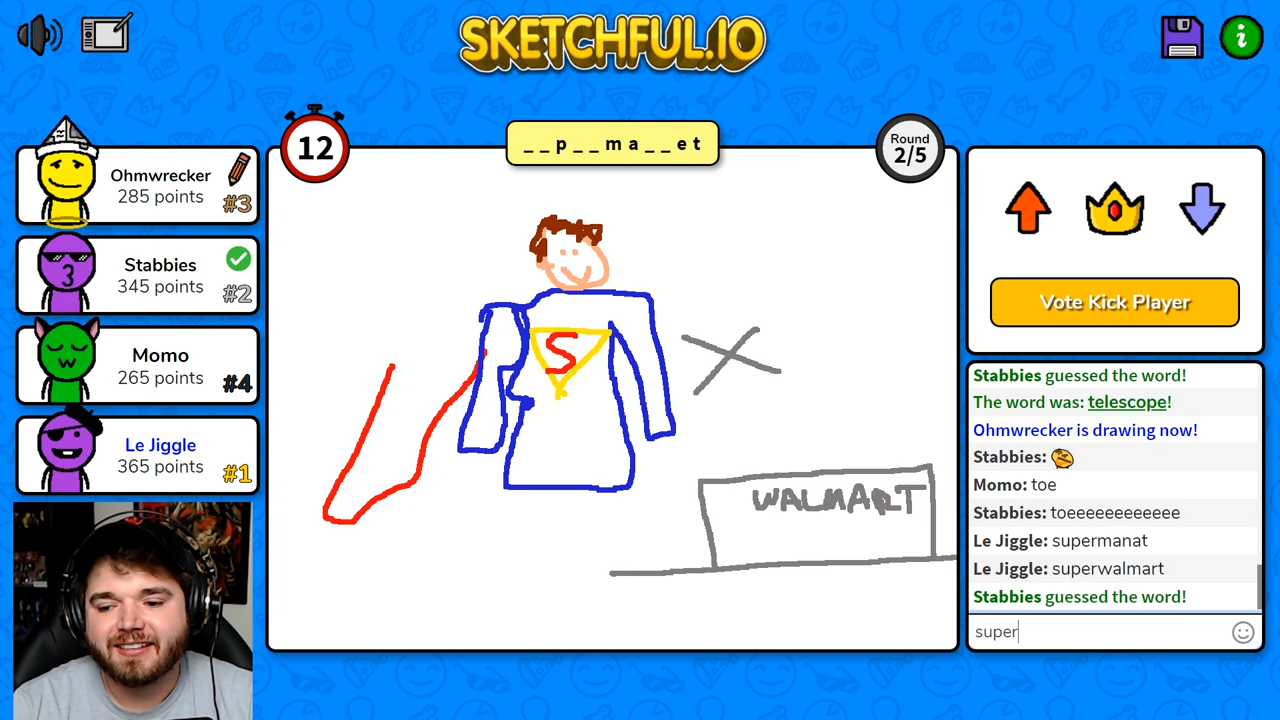 SKETCHFUL.IO
i
12
__p__ma__et
Round
2/5
Ohmwrecker
285 points
#3
Stabbies
345 points
#2
Momo
265 points
#4
Le Jiggle
365 points
#1
S
WALMART
Vote Kick Player
Stabbies guessed the word!
The word was: telescope!
Ohmwrecker is drawing now!
Stabbies:
Momo: toe
Stabbies: toeeeeeeeeeeee
Le Jiggle: supermanat
Le Jiggle: superwalmart
Stabbies guessed the word!
super